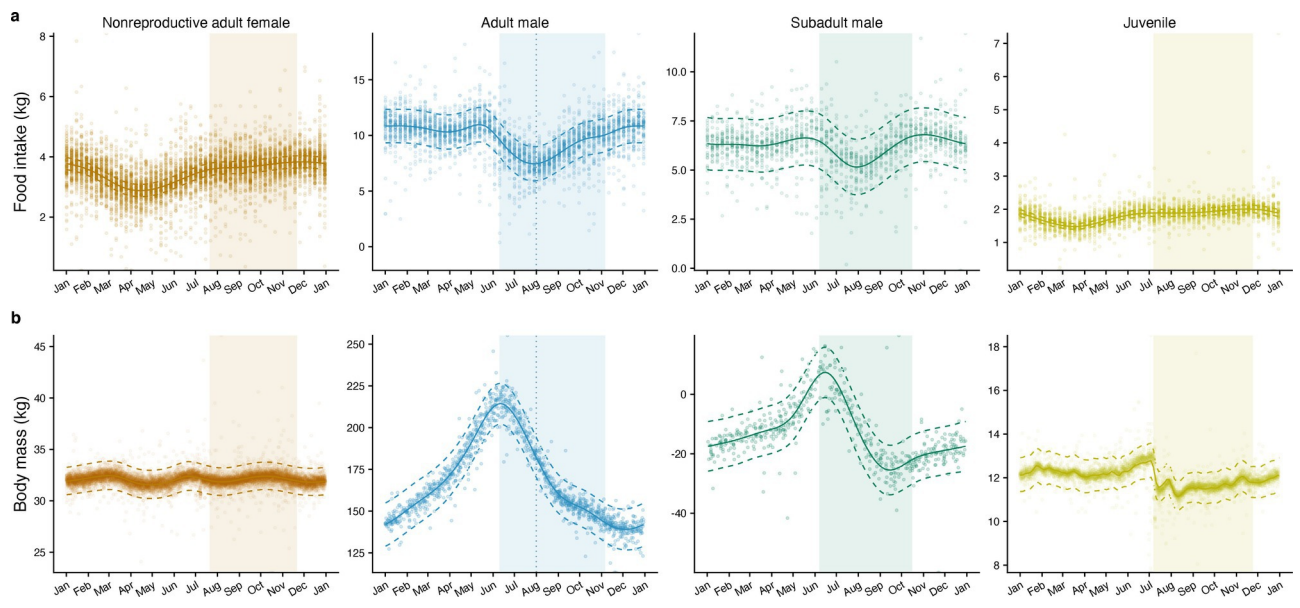 a
Nonreproductive adult female
Adult male
Subadult male
Juvenile
Food intake (kg)
8
6
4
2
Jan Feb Mar Apr May Jun Jul Aug Sep Oct Nov Dec Jan
15
10
5
0
Jan Feb Mar Apr May Jun Jul Aug Sep Oct Nov Dec Jan
10.0
7.5
5.0
2.5
0.0
Jan Feb Mar Apr May Jun Jul Aug Sep Oct Nov Dec Jan
7
6
5
4
3
2
1
Jan Feb Mar Apr May Jun Jul Aug Sep Oct Nov Dec Jan
b
Body mass (kg)
45
40
35
30
25
Jan Feb Mar Apr May Jun Jul Aug Sep Oct Nov Dec Jan
250
225
200
175
150
125
Jan Feb Mar Apr May Jun Jul Aug Sep Oct Nov Dec Jan
0
-20
-40
Jan Feb Mar Apr May Jun Jul Aug Sep Oct Nov Dec Jan
18
16
14
12
10
8
Jan Feb Mar Apr May Jun Jul Aug Sep Oct Nov Dec Jan